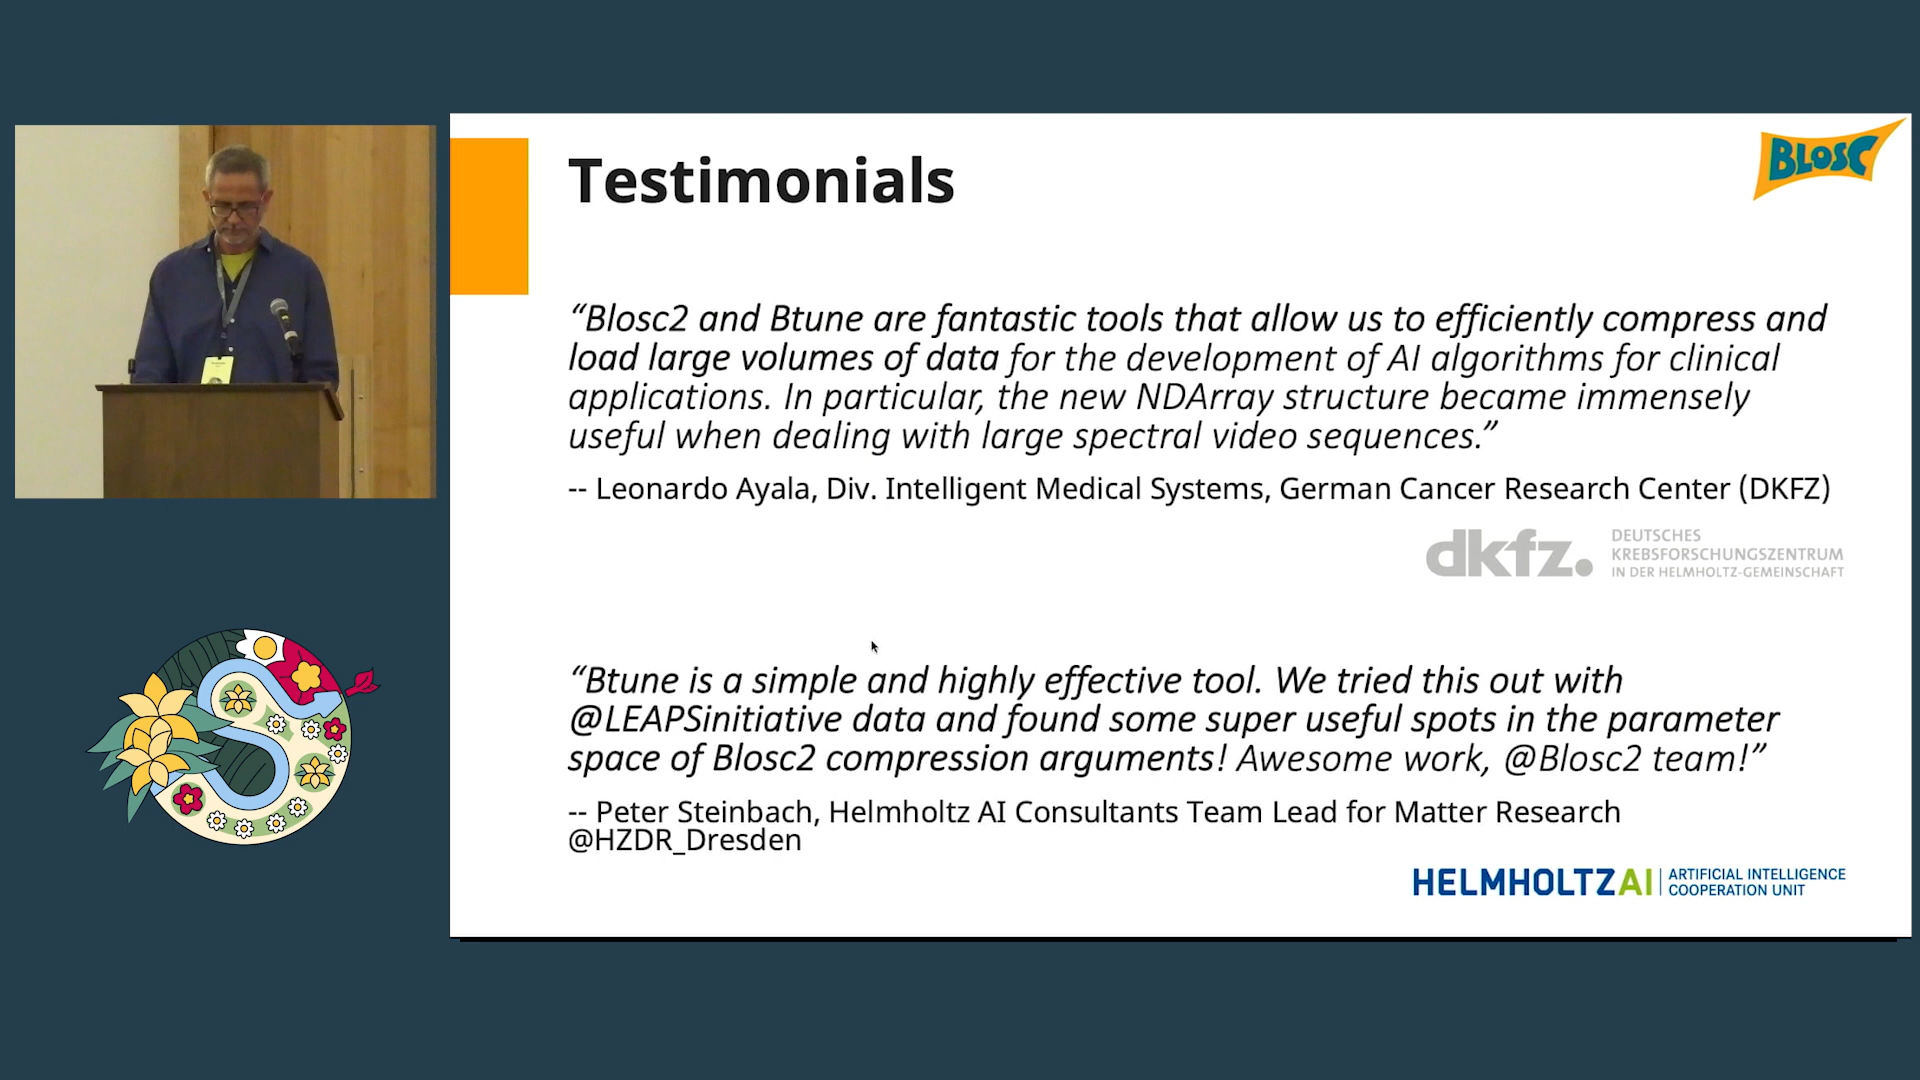 Testimonials
BLOSC
“Blosc2 and Btune are fantastic tools that allow us to efficiently compress and
load large volumes of data for the development of AI algorithms for clinical
applications. In particular, the new NDArray structure became immensely
useful when dealing with large spectral video sequences.”
-- Leonardo Ayala, Div. Intelligent Medical Systems, German Cancer Research Center (DKFZ)
dkfz.
DEUTSCHES
KREBSFORSCHUNGSZENTRUM
IN DER HELMHOLTZ-GEMEINSCHAFT
“Btune is a simple and highly effective tool. We tried this out with
@LEAPSinitiative data and found some super useful spots in the parameter
space of Blosc2 compression arguments! Awesome work, @Blosc2 team!”
-- Peter Steinbach, Helmholtz AI Consultants Team Lead for Matter Research
@HZDR_Dresden
HELMHOLTZAI
ARTIFICIAL INTELLIGENCE
COOPERATION UNIT